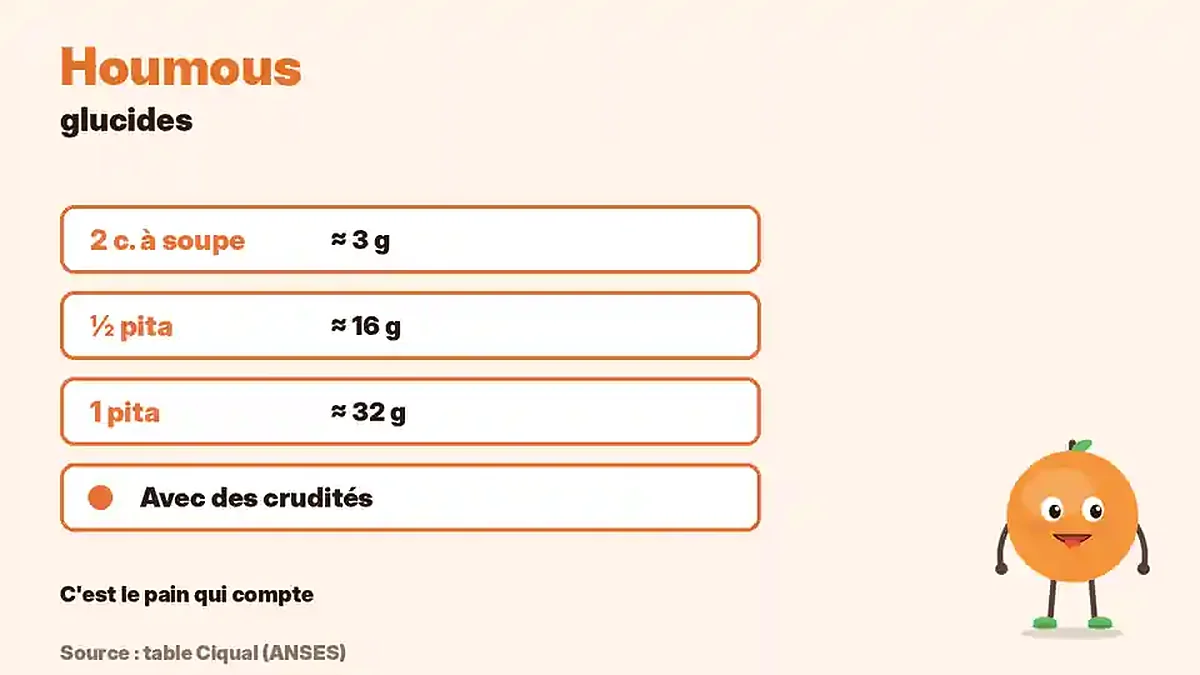 Houmous
glucides
2 c. à soupe ≈ 3 g
½ pita ≈ 16 g
1 pita ≈ 32 g
Avec des crudités
C'est le pain qui compte
Source : table Ciqual (ANSES)